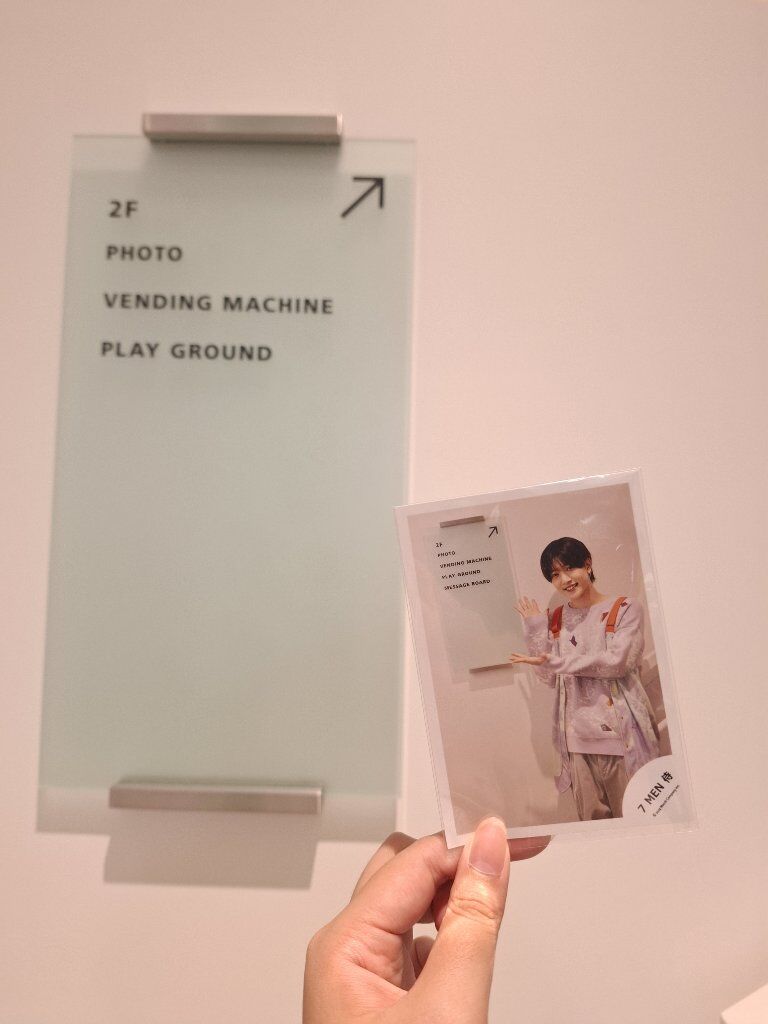 2F
PHOTO
VENDING MACHINE
PLAY GROUND
2F
PHOTO
VENDING MACHINE
PLAY GROUND
MESSAGE BOARD
7 MEN 侍